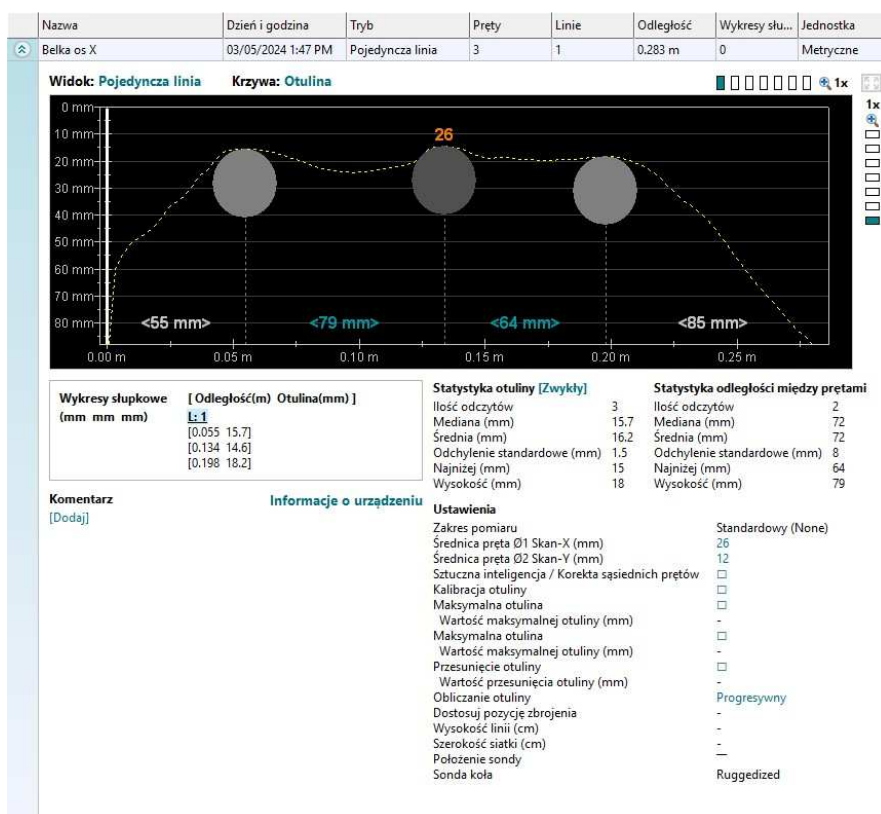 Nazwa Dzień i godzina Tryb Pręty Linie Odległość Wykresy słu... Jednostka
Belka os X 03/05/2024 1:47 PM Pojedyncza linia 3 1 0.283 m 0 Metryczne
Widok: Pojedyncza linia Krzywa: Otulina 1x
1x
0 mm
10 mm
26
20 mm
30 mm
40 mm
50 mm
60 mm
70 mm
80 mm <55 mm> <79 mm> <64 mm> <85 mm>
0.00 m 0.05 m 0.10 m 0.15 m 0.20 m 0.25 m
Wykresy słupkowe [ Odległość(m) Otulina(mm) ]
(mm mm mm) L: 1
[0.055 15.7]
[0.134 14.6]
[0.198 18.2]
Komentarz Informacje o urządzeniu
[Dodaj]
Statystyka otuliny [Zwykły] Statystyka odległości między prętami
Ilość odczytów 3 Ilość odczytów 2
Mediana (mm) 15.7 Mediana (mm) 72
Średnia (mm) 16.2 Średnia (mm) 72
Odchylenie standardowe (mm) 1.5 Odchylenie standardowe (mm) 8
Najniżej (mm) 15 Najniżej (mm) 64
Wysokość (mm) 18 Wysokość (mm) 79
Ustawienia
Zakres pomiaru Standardowy (None)
Średnica pręta Ø1 Skan-X (mm) 26
Średnica pręta Ø2 Skan-Y (mm) 12
Sztuczna inteligencja / Korekta sąsiednich prętów
Kalibracja otuliny
Maksymalna otulina
Wartość maksymalnej otuliny (mm) -
Maksymalna otulina
Wartość maksymalnej otuliny (mm) -
Przesunięcie otuliny
Wartość przesunięcia otuliny (mm) -
Obliczanie otuliny Progresywny
Dostosuj pozycję zbrojenia -
Wysokość linii (cm) -
Szerokość siatki (cm) -
Położenie sondy —
Sonda koła Ruggedized